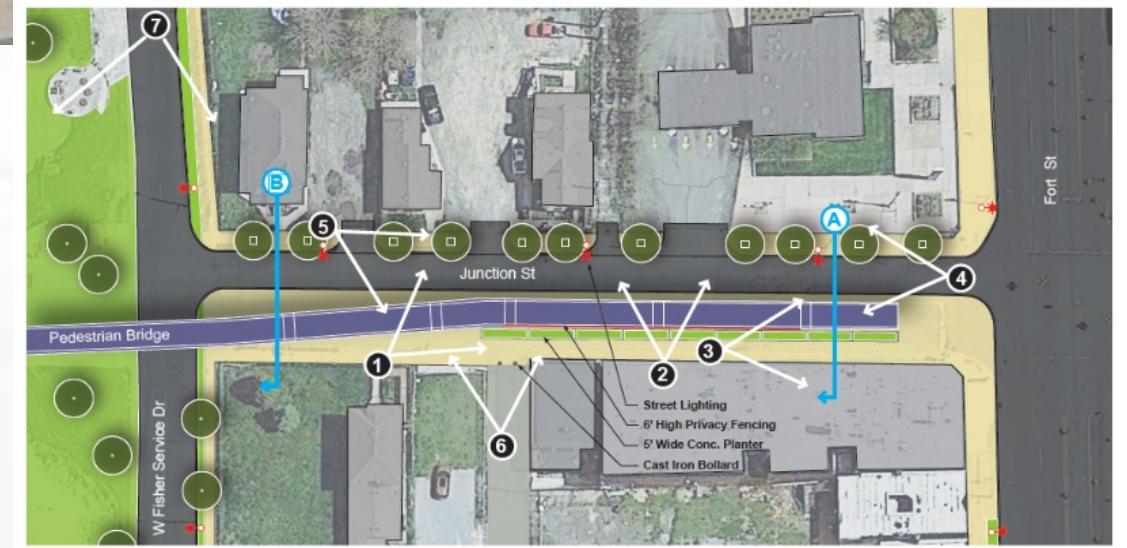 7
B
5
A
Junction St
4
Fort St
Pedestrian Bridge
1
2
3
6
Street Lighting
6' High Privacy Fencing
5' Wide Conc. Planter
Cast Iron Bollard
W Fisher Service Dr